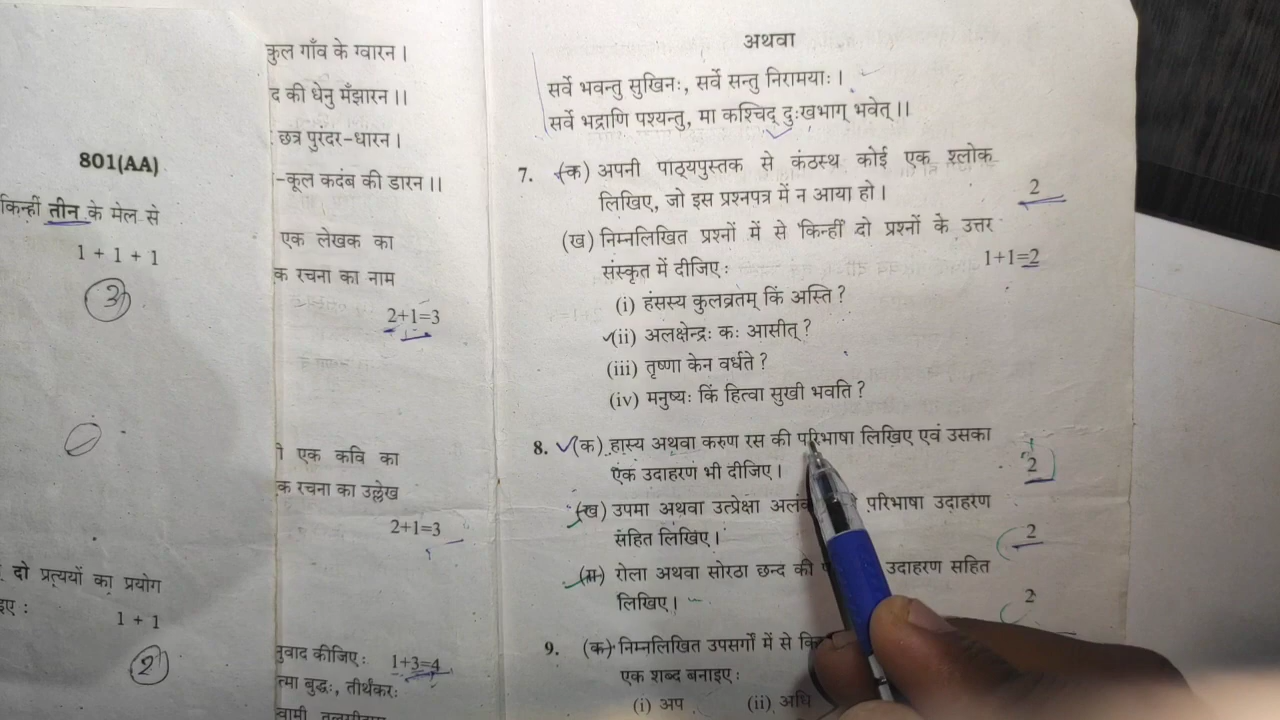 801(AA)
किन्हीं तीन के मेल से
1 + 1 + 1
3
दो प्रत्ययों का प्रयोग
1 + 1
2
कुल गाँव के ग्वारन ।
की धेनु मँझारन ।।
छत्र पुरंदर-धारन ।
-कूल कदंब की डारन ।।
एक लेखक का
रचना का नाम
2+1=3
एक कवि का
रचना का उल्लेख
2+1=3
कीजिए : 1+3=4
बुद्धः, तीर्थंकरः
अथवा
सर्वे भवन्तु सुखिनः, सर्वे सन्तु निरामयाः ।
सर्वे भद्राणि पश्यन्तु, मा कश्चिद् दुःखभाग् भवेत् ।।
7. (क) अपनी पाठ्यपुस्तक से कंठस्थ कोई एक श्लोक
लिखिए, जो इस प्रश्नपत्र में न आया हो । 2
(ख) निम्नलिखित प्रश्नों में से किन्हीं दो प्रश्नों के उत्तर
संस्कृत में दीजिए : 1+1=2
(i) हंसस्य कुलव्रतम् किं अस्ति ?
(ii) अलक्षेन्द्रः कः आसीत् ?
(iii) तृष्णा केन वर्धते ?
(iv) मनुष्यः किं हित्वा सुखी भवति ?
8. (क) हास्य अथवा करुण रस की परिभाषा लिखिए एवं उसका
एक उदाहरण भी दीजिए । 2
(ख) उपमा अथवा उत्प्रेक्षा परिभाषा उदाहरण
सहित लिखिए । 2
(ग) रोला अथवा सोरठा छन्द की उदाहरण सहित
लिखिए । 2
9. (क) निम्नलिखित उपसर्गों में से
एक शब्द बनाइए :
(i) अप (ii) अधि